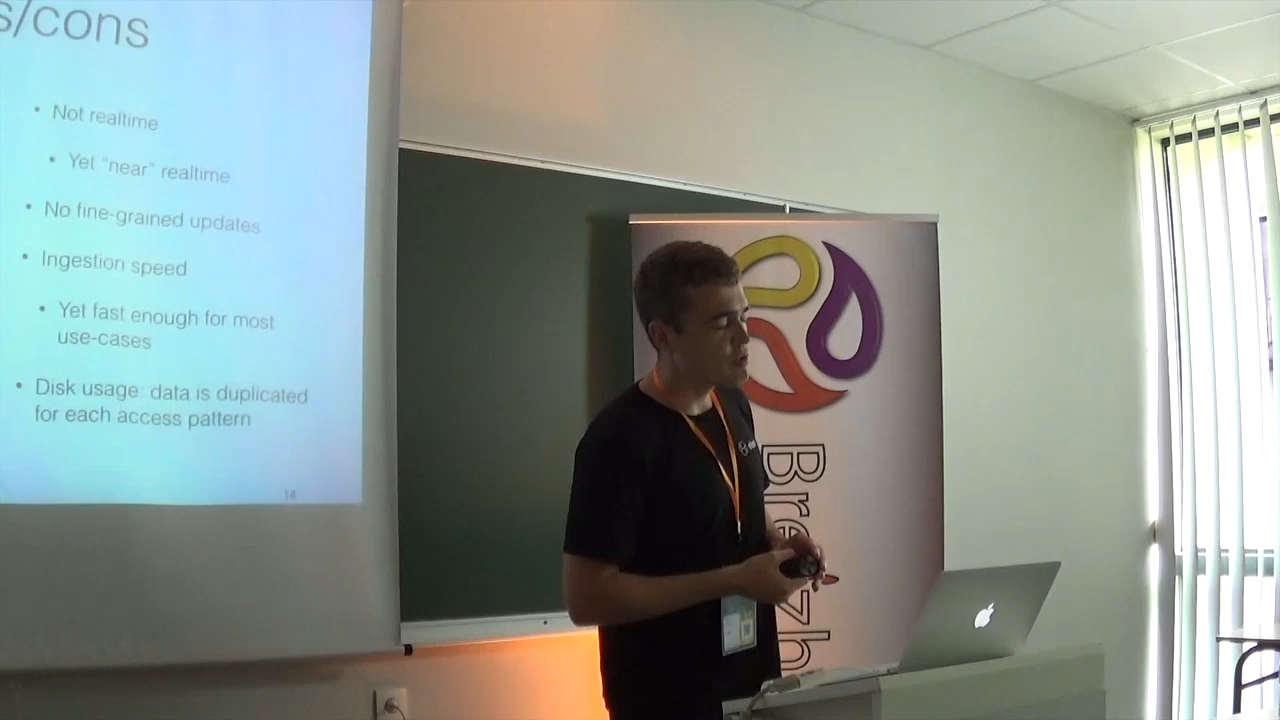 s/cons
• Not realtime
• Yet "near" realtime
• No fine-grained updates
• Ingestion speed
• Yet fast enough for most
use-cases
• Disk usage: data is duplicated
for each access pattern
14
Breizh